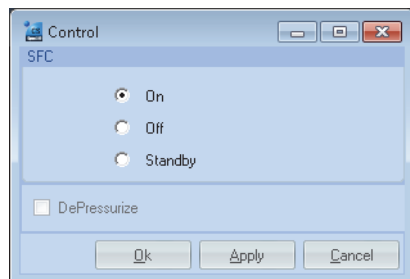 Control
SFC
On
Off
Standby
DePressurize
Ok Apply Cancel